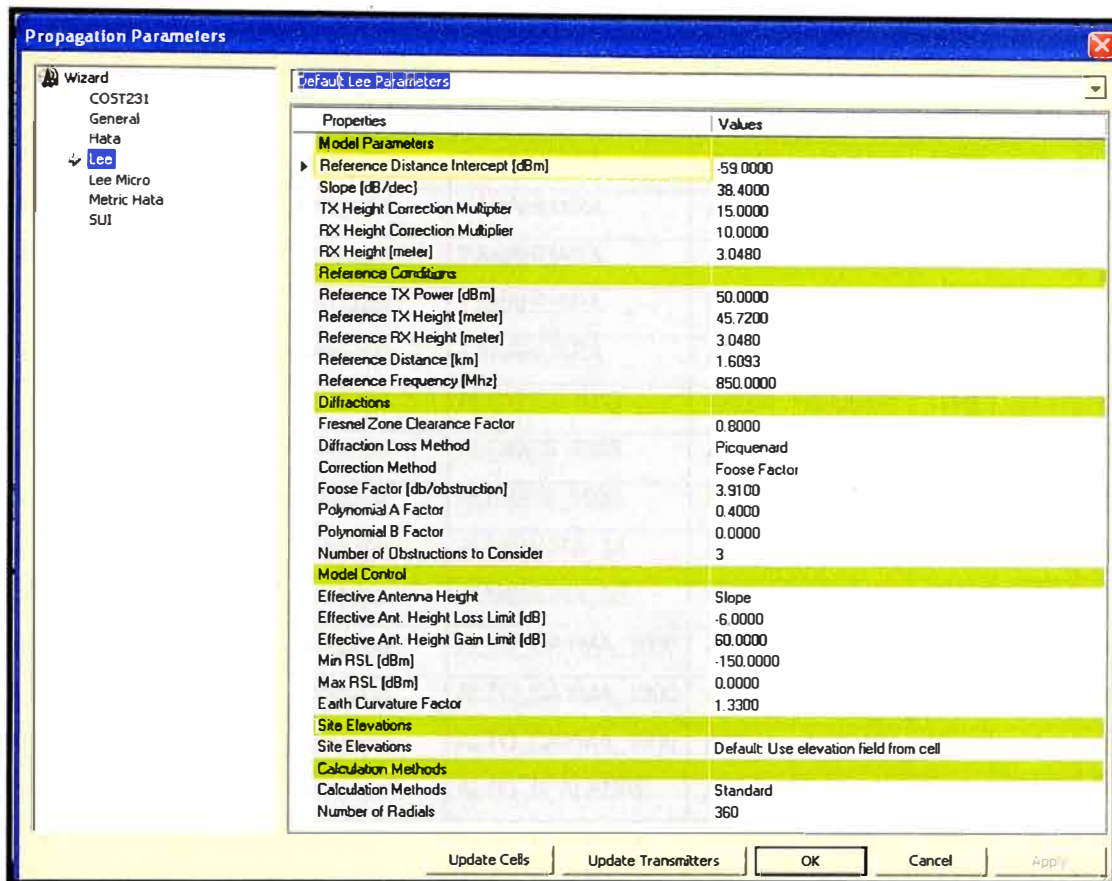 Propagation Parameters
Wizard
COST231
General
Hata
Lee
Lee Micro
Metric Hata
SUI
Default Lee Parameters
Properties Values
Model Parameters
Reference Distance Intercept [dBm] -59.0000
Slope [dB/dec] 38.4000
TX Height Correction Multiplier 15.0000
RX Height Correction Multiplier 10.0000
RX Height [meter] 3.0480
Reference Conditions
Reference TX Power [dBm] 50.0000
Reference TX Height [meter] 45.7200
Reference RX Height [meter] 3.0480
Reference Distance [km] 1.6093
Reference Frequency [Mhz] 850.0000
Diffractions
Fresnel Zone Clearance Factor 0.8000
Diffraction Loss Method Picquenard
Correction Method Foose Factor
Foose Factor [db/obstruction] 3.9100
Polynomial A Factor 0.4000
Polynomial B Factor 0.0000
Number of Obstructions to Consider 3
Model Control
Effective Antenna Height Slope
Effective Ant. Height Loss Limit [dB] -6.0000
Effective Ant. Height Gain Limit [dB] 60.0000
Min RSL [dBm] -150.0000
Max RSL [dBm] 0.0000
Earth Curvature Factor 1.3300
Site Elevations
Site Elevations Default: Use elevation field from cell
Calculation Methods
Calculation Methods Standard
Number of Radials 360
Update Cells Update Transmitters OK Cancel Apply